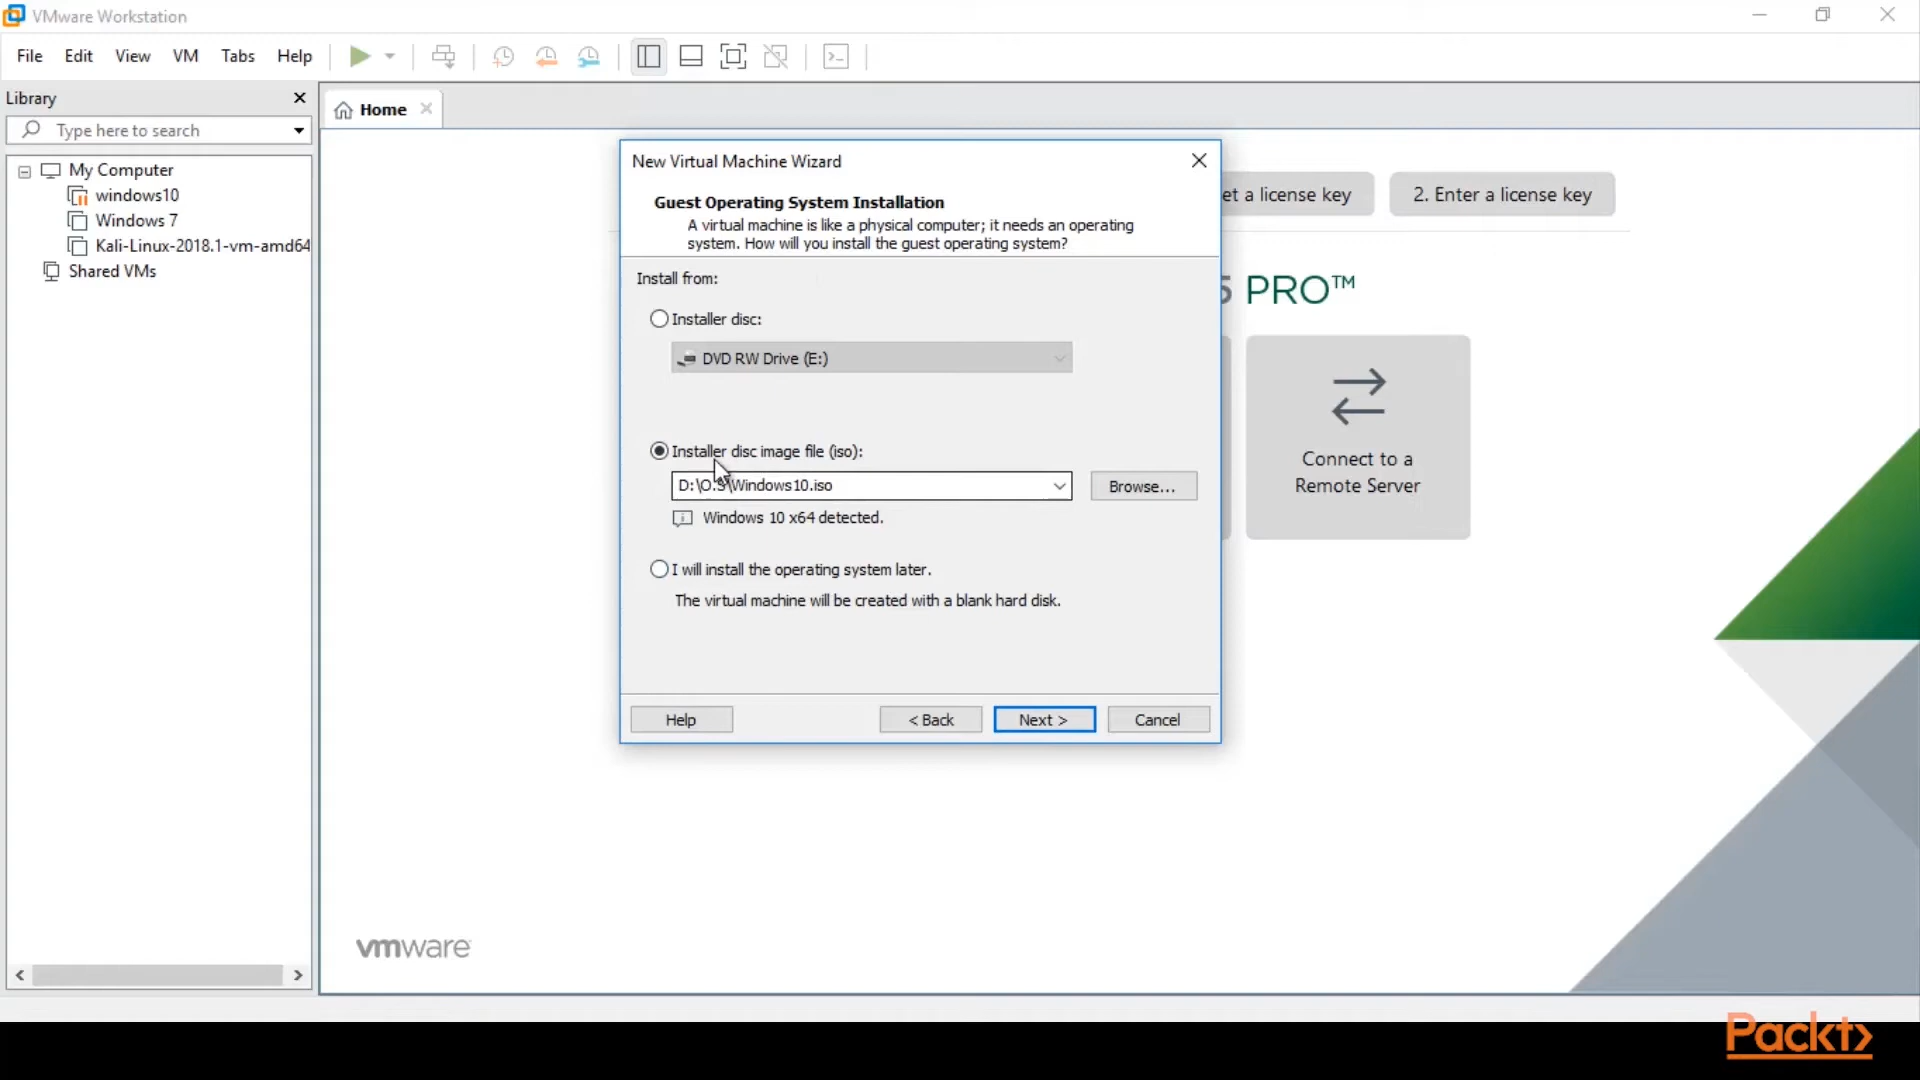 VMware Workstation
File Edit View VM Tabs Help
Library
Type here to search
My Computer
windows10
Windows 7
Kali-Linux-2018.1-vm-amd64
Shared VMs
Home
2. Enter a license key
a license key
PRO™
Connect to a
Remote Server
New Virtual Machine Wizard
Guest Operating System Installation
A virtual machine is like a physical computer; it needs an operating
system. How will you install the guest operating system?
Install from:
Installer disc:
DVD RW Drive (E:)
Installer disc image file (iso):
D:\O.S\Windows10.iso
Browse...
Windows 10 x64 detected.
I will install the operating system later.
The virtual machine will be created with a blank hard disk.
Help
< Back
Next >
Cancel
vmware
Packt>